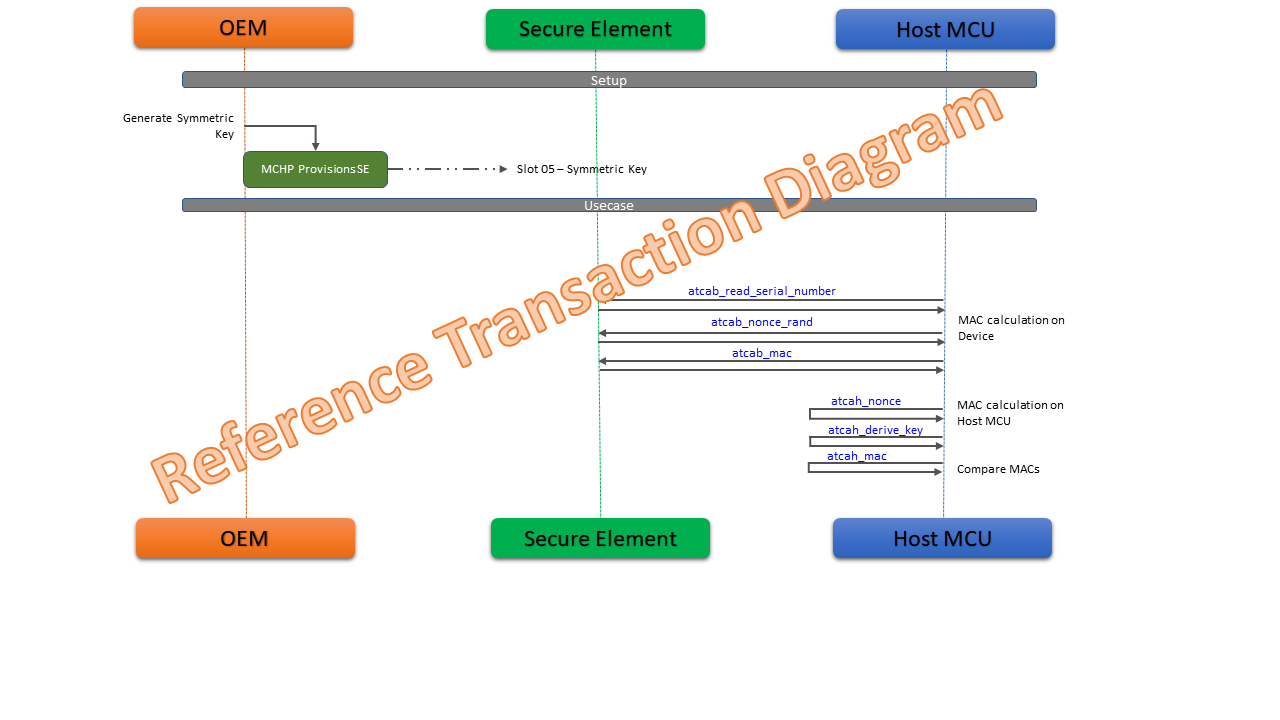 OEM
Secure Element
Host MCU
Setup
Generate Symmetric
Key
MCHP ProvisionsSE
Slot 05 – Symmetric Key
Usecase
Reference Transaction Diagram
atcab_read_serial_number
atcab_nonce_rand
MAC calculation on
Device
atcab_mac
atcah_nonce
MAC calculation on
Host MCU
atcah_derive_key
atcah_mac
Compare MACs
OEM
Secure Element
Host MCU